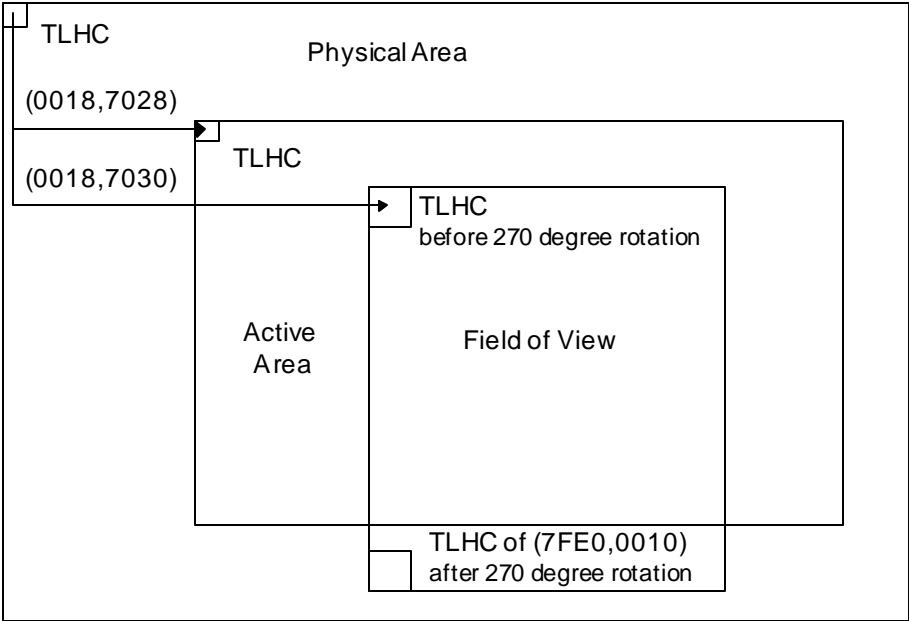 TLHC
Physical Area
(0018,7028)
TLHC
(0018,7030)
TLHC
before 270 degree rotation
Active
Area
Field of View
TLHC of (7FE0,0010)
after 270 degree rotation